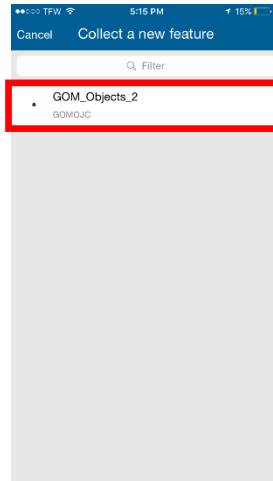 TFW 5:15 PM 15%
Cancel Collect a new feature
Filter
GOM_Objects_2
GOMOJC